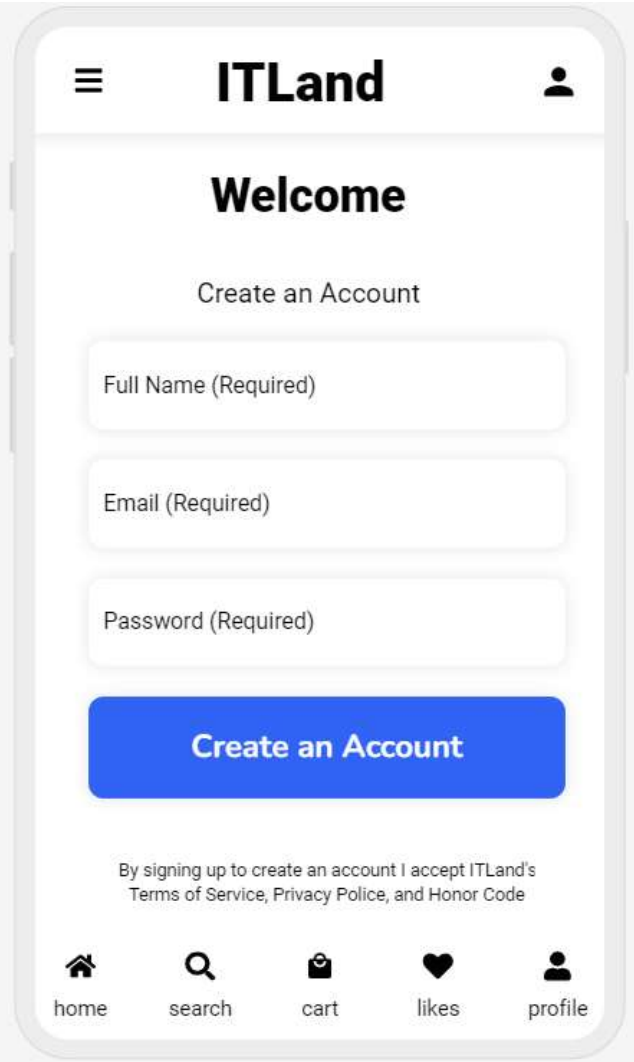 ITLand
Welcome
Create an Account
Full Name (Required)
Email (Required)
Password (Required)
Create an Account
By signing up to create an account I accept ITLand's
Terms of Service, Privacy Police, and Honor Code
home search cart likes profile